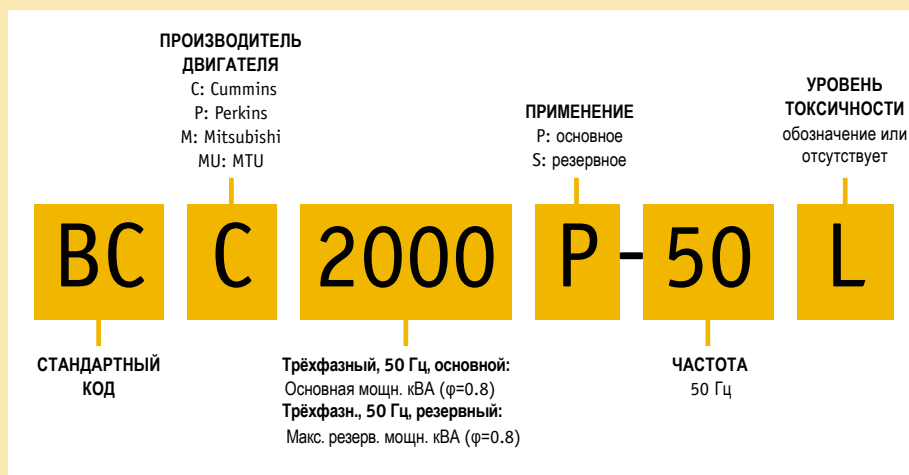 ПРОИЗВОДИТЕЛЬ
ДВИГАТЕЛЯ
C: Cummins
P: Perkins
M: Mitsubishi
MU: MTU
ПРИМЕНЕНИЕ
P: основное
S: резервное
УРОВЕНЬ
ТОКСИЧНОСТИ
обозначение или
отсутствует
BC C 2000 P-50 L
СТАНДАРТНЫЙ
КОД
Трёхфазный, 50 Гц, основной:
Основная мощн. кВА (φ=0.8)
Трёхфазн., 50 Гц, резервный:
Макс. резерв. мощн. кВА (φ=0.8)
ЧАСТОТА
50 Гц